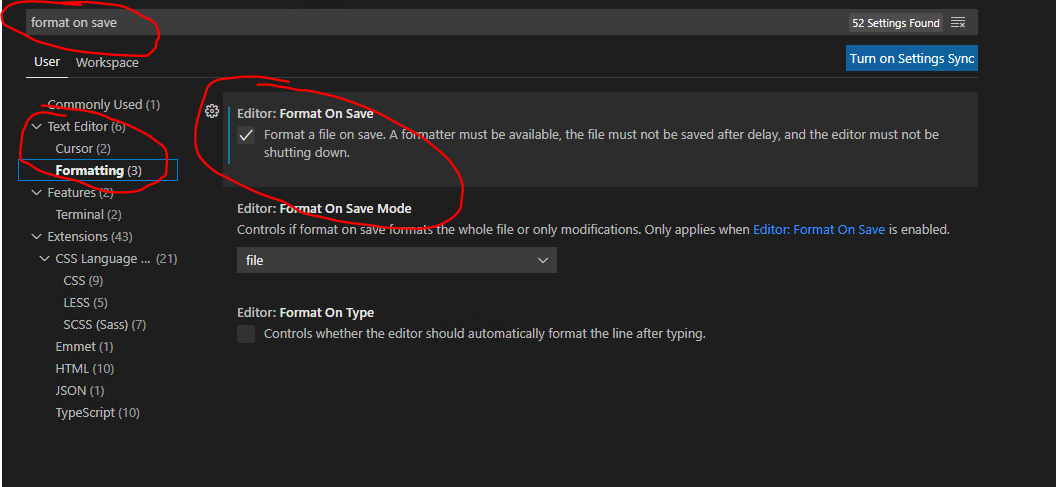 format on save
52 Settings Found
User Workspace
Turn on Settings Sync
Commonly Used (1)
Text Editor (6)
Cursor (2)
Formatting (3)
Features (2)
Terminal (2)
Extensions (43)
CSS Language ... (21)
CSS (9)
LESS (5)
SCSS (Sass) (7)
Emmet (1)
HTML (10)
JSON (1)
TypeScript (10)
Editor: Format On Save
Format a file on save. A formatter must be available, the file must not be saved after delay, and the editor must not be
shutting down.
Editor: Format On Save Mode
Controls if format on save formats the whole file or only modifications. Only applies when Editor: Format On Save is enabled.
file
Editor: Format On Type
Controls whether the editor should automatically format the line after typing.